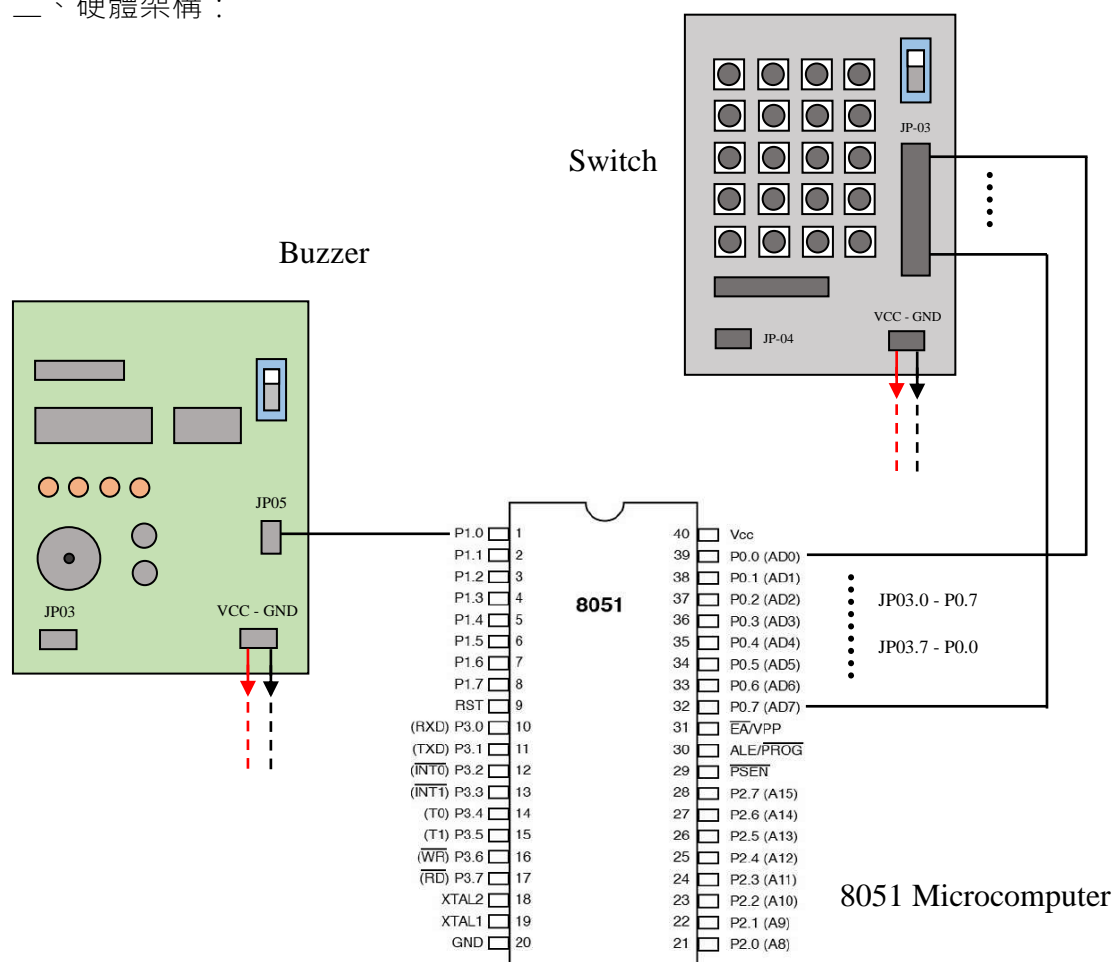 二、硬體架構：
JP-03
Switch
Buzzer
VCC - GND
JP-04
JP05
JP03
VCC - GND
8051
P1.0 1
P1.1 2
P1.2 3
P1.3 4
P1.4 5
P1.5 6
P1.6 7
P1.7 8
RST 9
(RXD) P3.0 10
(TXD) P3.1 11
(INT0) P3.2 12
(INT1) P3.3 13
(T0) P3.4 14
(T1) P3.5 15
(WR) P3.6 16
(RD) P3.7 17
XTAL2 18
XTAL1 19
GND 20
40 Vcc
39 P0.0 (AD0)
38 P0.1 (AD1)
37 P0.2 (AD2)
36 P0.3 (AD3)
35 P0.4 (AD4)
34 P0.5 (AD5)
33 P0.6 (AD6)
32 P0.7 (AD7)
31 EA/VPP
30 ALE/PROG
29 PSEN
28 P2.7 (A15)
27 P2.6 (A14)
26 P2.5 (A13)
25 P2.4 (A12)
24 P2.3 (A11)
23 P2.2 (A10)
22 P2.1 (A9)
21 P2.0 (A8)
JP03.0 - P0.7
JP03.7 - P0.0
8051 Microcomputer